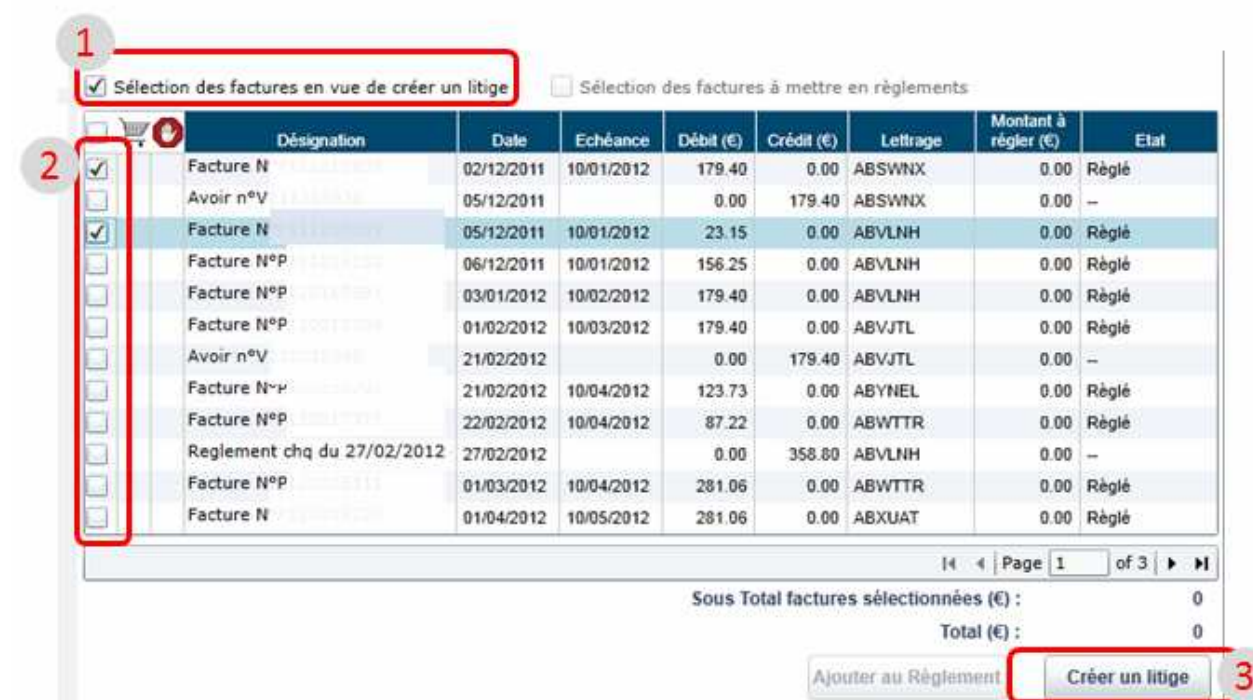 1
Sélection des factures en vue de créer un litige Sélection des factures à mettre en règlements
Désignation Date Echéance Débit (€) Crédit (€) Lettrage Montant à régler (€) Etat
2
Facture N 02/12/2011 10/01/2012 179.40 0.00 ABSWNX 0.00 Règlé
Avoir n°V 05/12/2011 0.00 179.40 ABSWNX 0.00 --
Facture N 05/12/2011 10/01/2012 23.15 0.00 ABVLNH 0.00 Règlé
Facture N°P 06/12/2011 10/01/2012 156.25 0.00 ABVLNH 0.00 Règlé
Facture N°P 03/01/2012 10/02/2012 179.40 0.00 ABVLNH 0.00 Règlé
Facture N°P 01/02/2012 10/03/2012 179.40 0.00 ABVJTL 0.00 Règlé
Avoir n°V 21/02/2012 0.00 179.40 ABVJTL 0.00 --
Facture N°P 21/02/2012 10/04/2012 123.73 0.00 ABYNEL 0.00 Règlé
Facture N°P 22/02/2012 10/04/2012 87.22 0.00 ABWTTR 0.00 Règlé
Reglement chq du 27/02/2012 27/02/2012 0.00 358.80 ABVLNH 0.00 --
Facture N°P 01/03/2012 10/04/2012 281.06 0.00 ABWTTR 0.00 Règlé
Facture N 01/04/2012 10/05/2012 281.06 0.00 ABXUAT 0.00 Règlé
Page 1 of 3
Sous Total factures sélectionnées (€) : 0
Total (€) : 0
Ajouter au Règlement Créer un litige 3